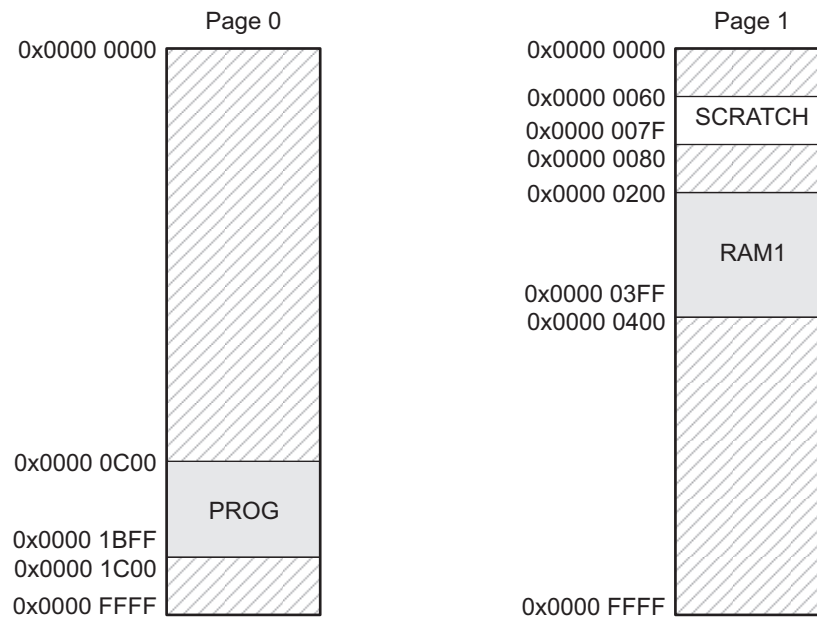 Page 0
0x0000 0000
0x0000 0C00
PROG
0x0000 1BFF
0x0000 1C00
0x0000 FFFF
Page 1
0x0000 0000
0x0000 0060
SCRATCH
0x0000 007F
0x0000 0080
0x0000 0200
RAM1
0x0000 03FF
0x0000 0400
0x0000 FFFF